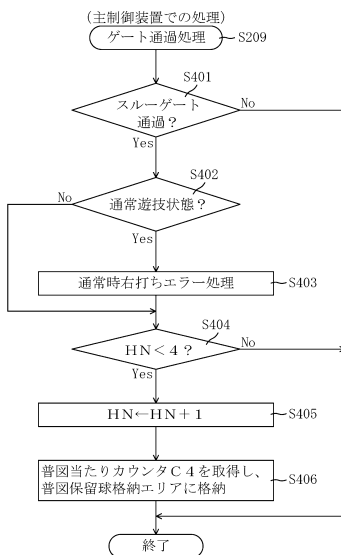 (主制御装置での処理)
ゲート通過処理
S209
S401
スルーゲート
通過？
No
Yes
S402
No
通常遊技状態？
Yes
通常時右打ちエラー処理
S403
S404
ＨＮ＜４？
No
Yes
ＨＮ←ＨＮ＋１
S405
普図当たりカウンタＣ４を取得し、
普図保留球格納エリアに格納
S406
終了